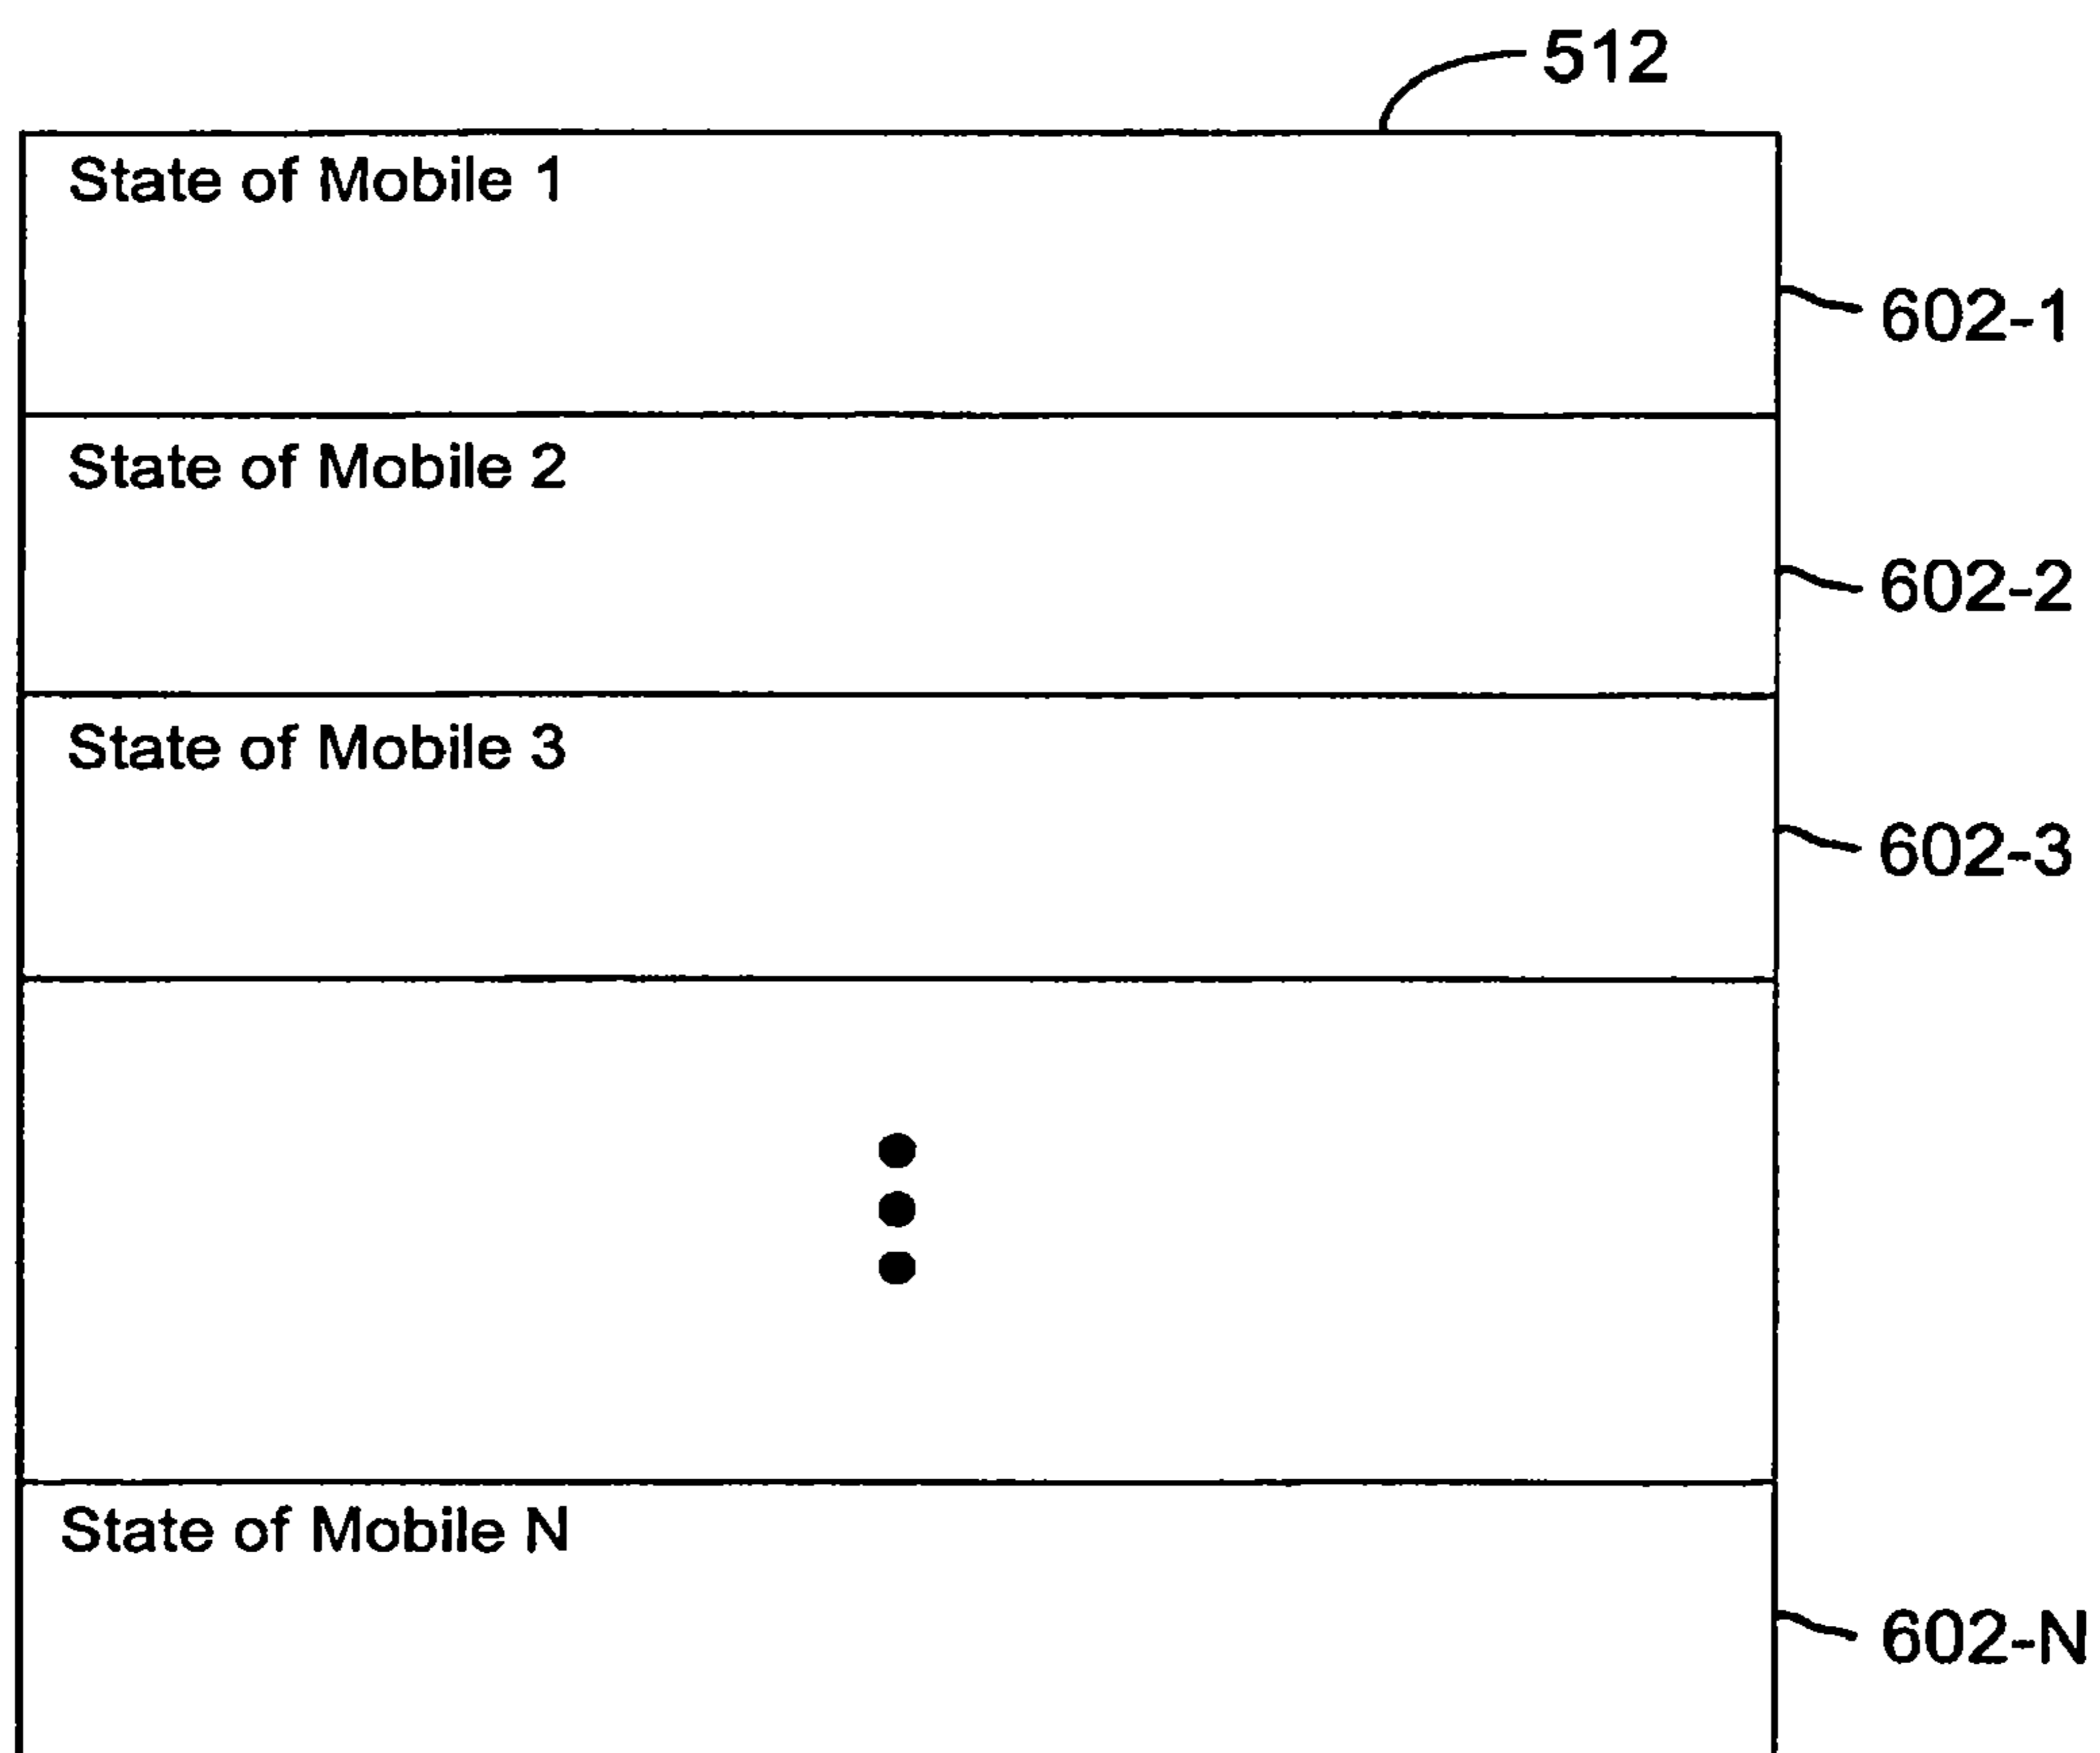 512
State of Mobile 1
602-1
State of Mobile 2
602-2
State of Mobile 3
602-3
State of Mobile N
602-N